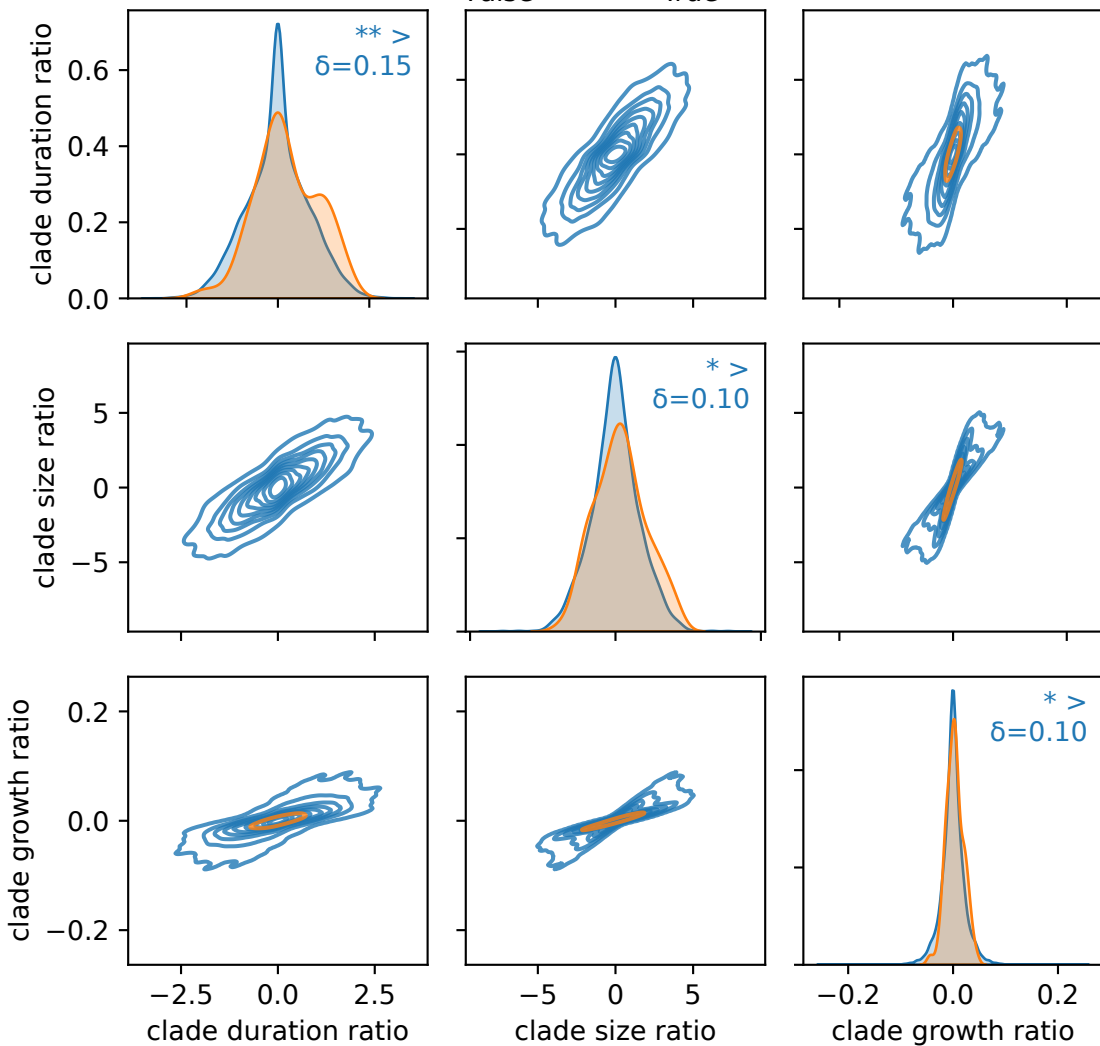 clade duration ratio
0.6
0.4
0.2
0.0
** >
δ=0.15
clade size ratio
5
0
−5
* >
δ=0.10
clade growth ratio
0.2
0.0
−0.2
* >
δ=0.10
−2.5 0.0 2.5
−5 0 5
−0.2 0.0 0.2
clade duration ratio
clade size ratio
clade growth ratio